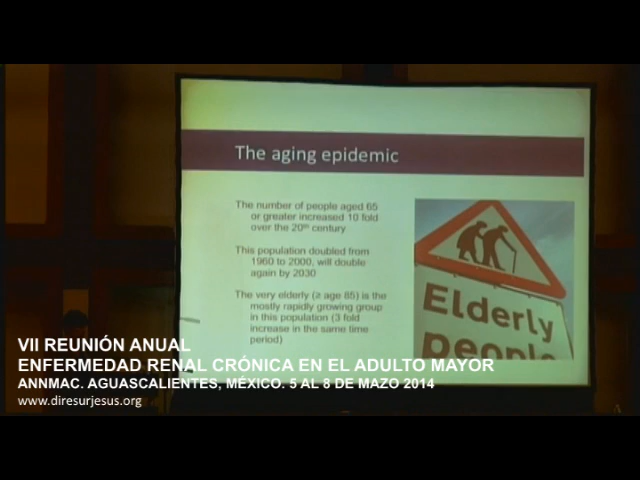 The aging epidemic
The number of people aged 65
or greater increased 10 fold
over the 20th century
This population doubled from
1960 to 2000, will double
again by 2030
The very elderly (≥ age 85) is the
mostly rapidly growing group
in this population (3 fold
increase in the same time
period)
Elderly
people
VII REUNIÓN ANUAL
ENFERMEDAD RENAL CRÓNICA EN EL ADULTO MAYOR
ANNMAC. AGUASCALIENTES, MÉXICO. 5 AL 8 DE MAZO 2014
www.diresurjesus.org